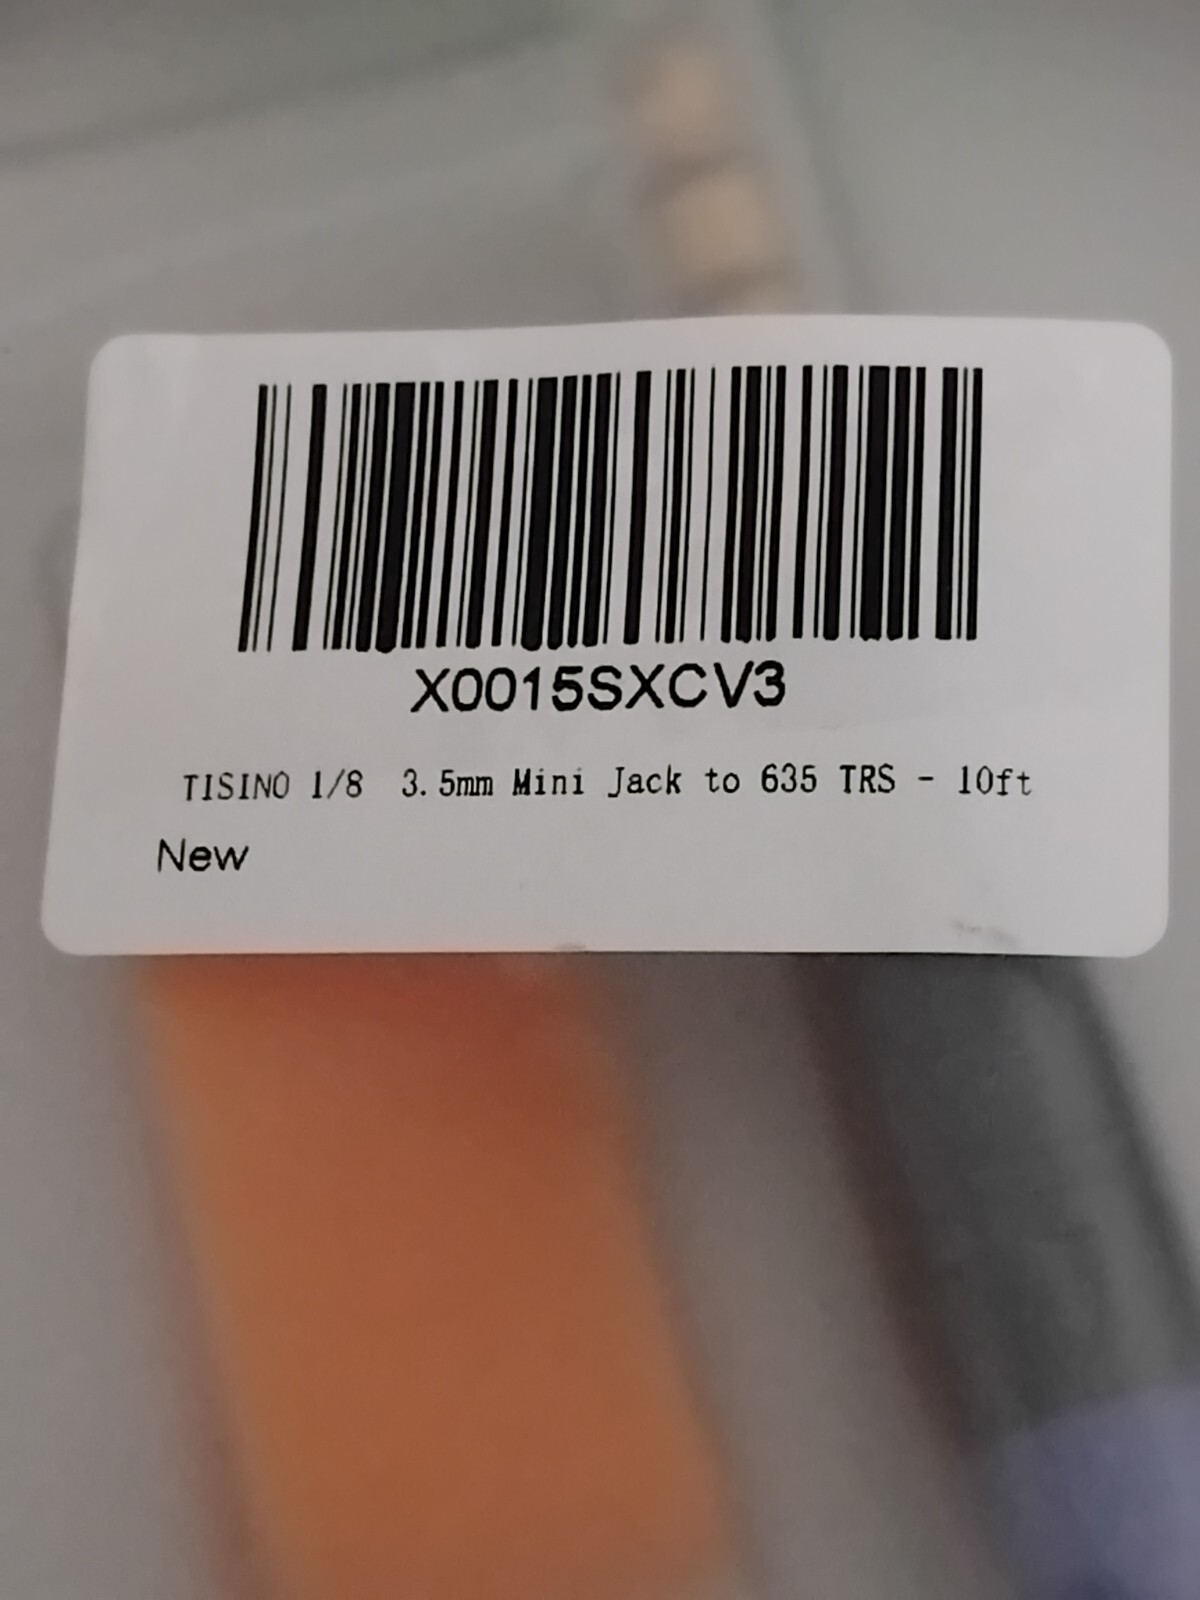 X0015SXCV3
TISINO 1/8 3.5mm Mini Jack to 635 TRS - 10ft
New